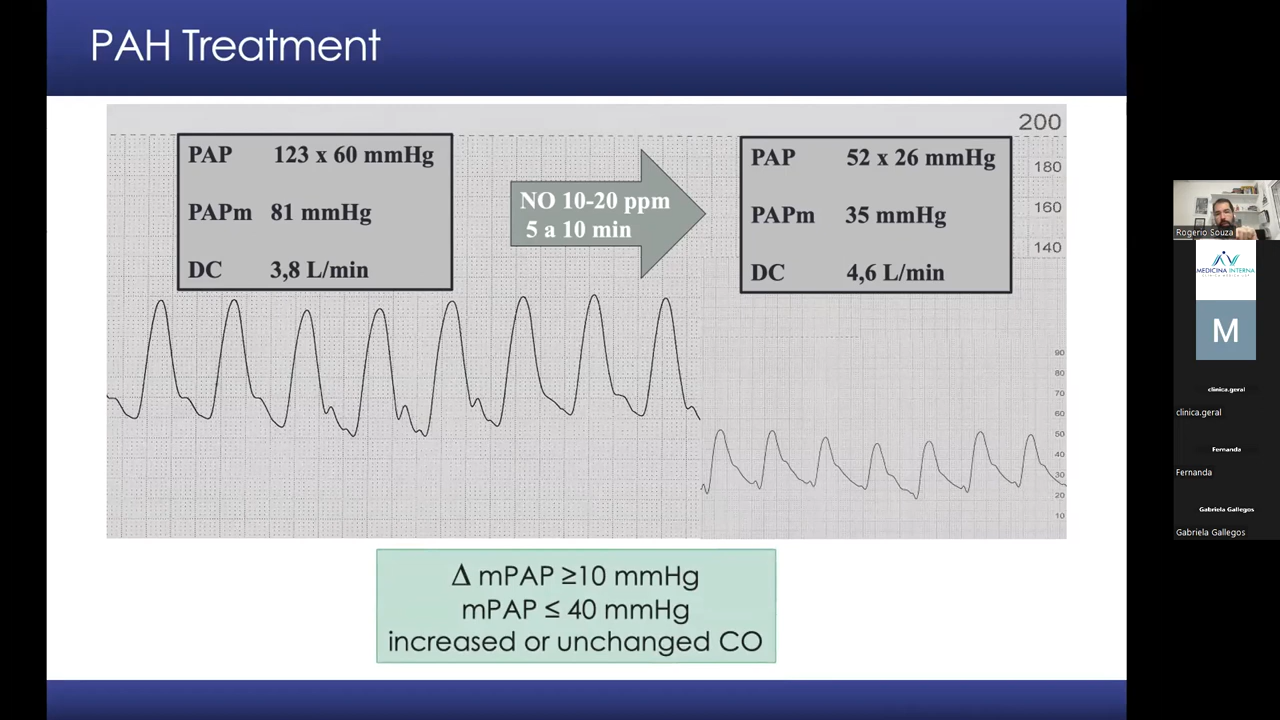 PAH Treatment
PAP 123 x 60 mmHg
PAPm 81 mmHg
DC 3,8 L/min
NO 10-20 ppm
5 a 10 min
PAP 52 x 26 mmHg
PAPm 35 mmHg
DC 4,6 L/min
200
180
160
140
90
80
70
60
50
40
30
20
10
Δ mPAP ≥10 mmHg
mPAP ≤ 40 mmHg
increased or unchanged CO
Rogerio Souza
MEDICINA INTERNA
M
clinica.geral
clinica.geral
Fernanda
Fernanda
Gabriela Gallegos
Gabriela Gallegos